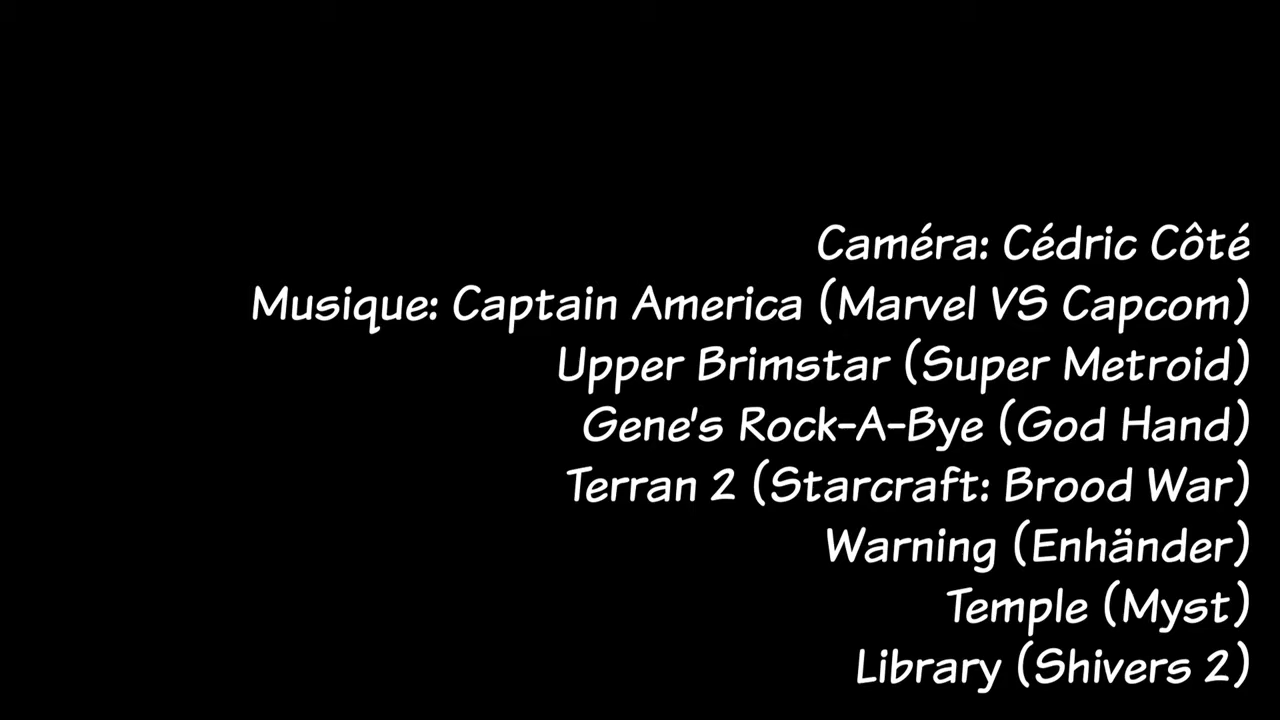 Caméra: Cédric Côté
Musique: Captain America (Marvel VS Capcom)
Upper Brimstar (Super Metroid)
Gene's Rock-A-Bye (God Hand)
Terran 2 (Starcraft: Brood War)
Warning (Enhänder)
Temple (Myst)
Library (Shivers 2)